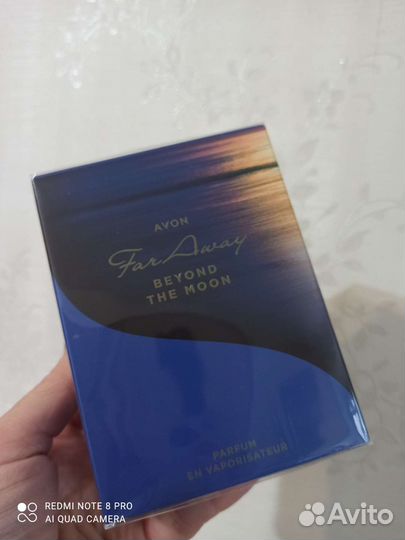 AVON
Far Away
BEYOND
THE MOON
PARFUM
EN VAPORISATEUR
REDMI NOTE 8 PRO
AI QUAD CAMERA
Avito